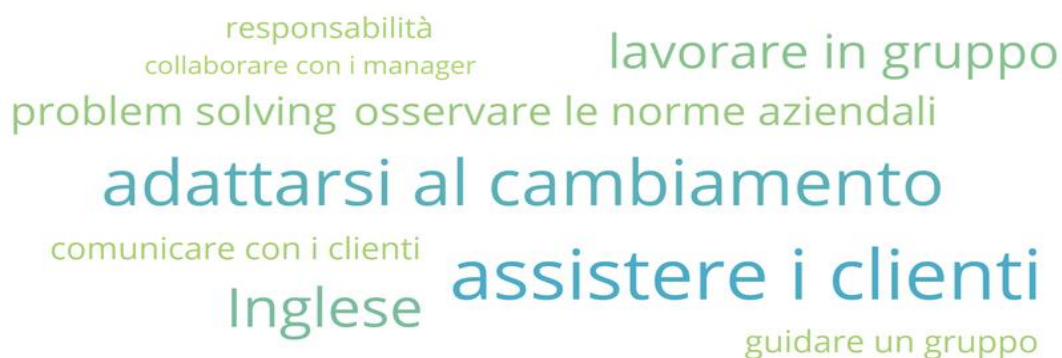 responsabilità
lavorare in gruppo
collaborare con i manager
problem solving osservare le norme aziendali
adattarsi al cambiamento
comunicare con i clienti
assistere i clienti
Inglese
guidare un gruppo